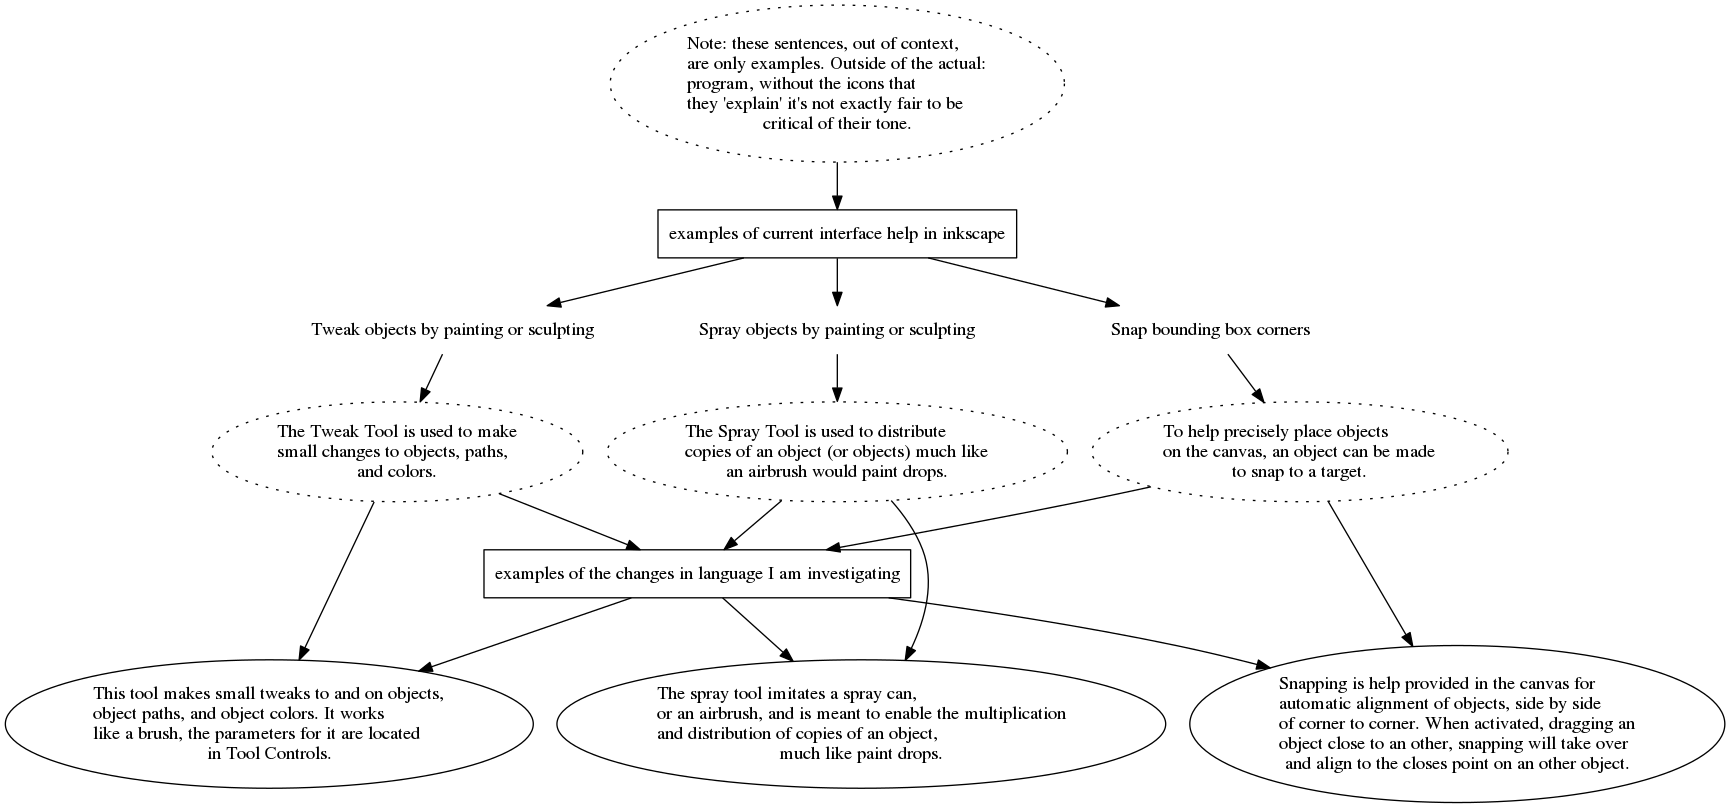 Note: these sentences, out of context,
are only examples. Outside of the actual:
program, without the icons that
they 'explain' it's not exactly fair to be
critical of their tone.
examples of current interface help in inkscape
Tweak objects by painting or sculpting
Spray objects by painting or sculpting
Snap bounding box corners
The Tweak Tool is used to make
small changes to objects, paths,
and colors.
The Spray Tool is used to distribute
copies of an object (or objects) much like
an airbrush would paint drops.
To help precisely place objects
on the canvas, an object can be made
to snap to a target.
examples of the changes in language I am investigating
This tool makes small tweaks to and on objects,
object paths, and object colors. It works
like a brush, the parameters for it are located
in Tool Controls.
The spray tool imitates a spray can,
or an airbrush, and is meant to enable the multiplication
and distribution of copies of an object,
much like paint drops.
Snapping is help provided in the canvas for
automatic alignment of objects, side by side
of corner to corner. When activated, dragging an
object close to an other, snapping will take over
and align to the closes point on an other object.